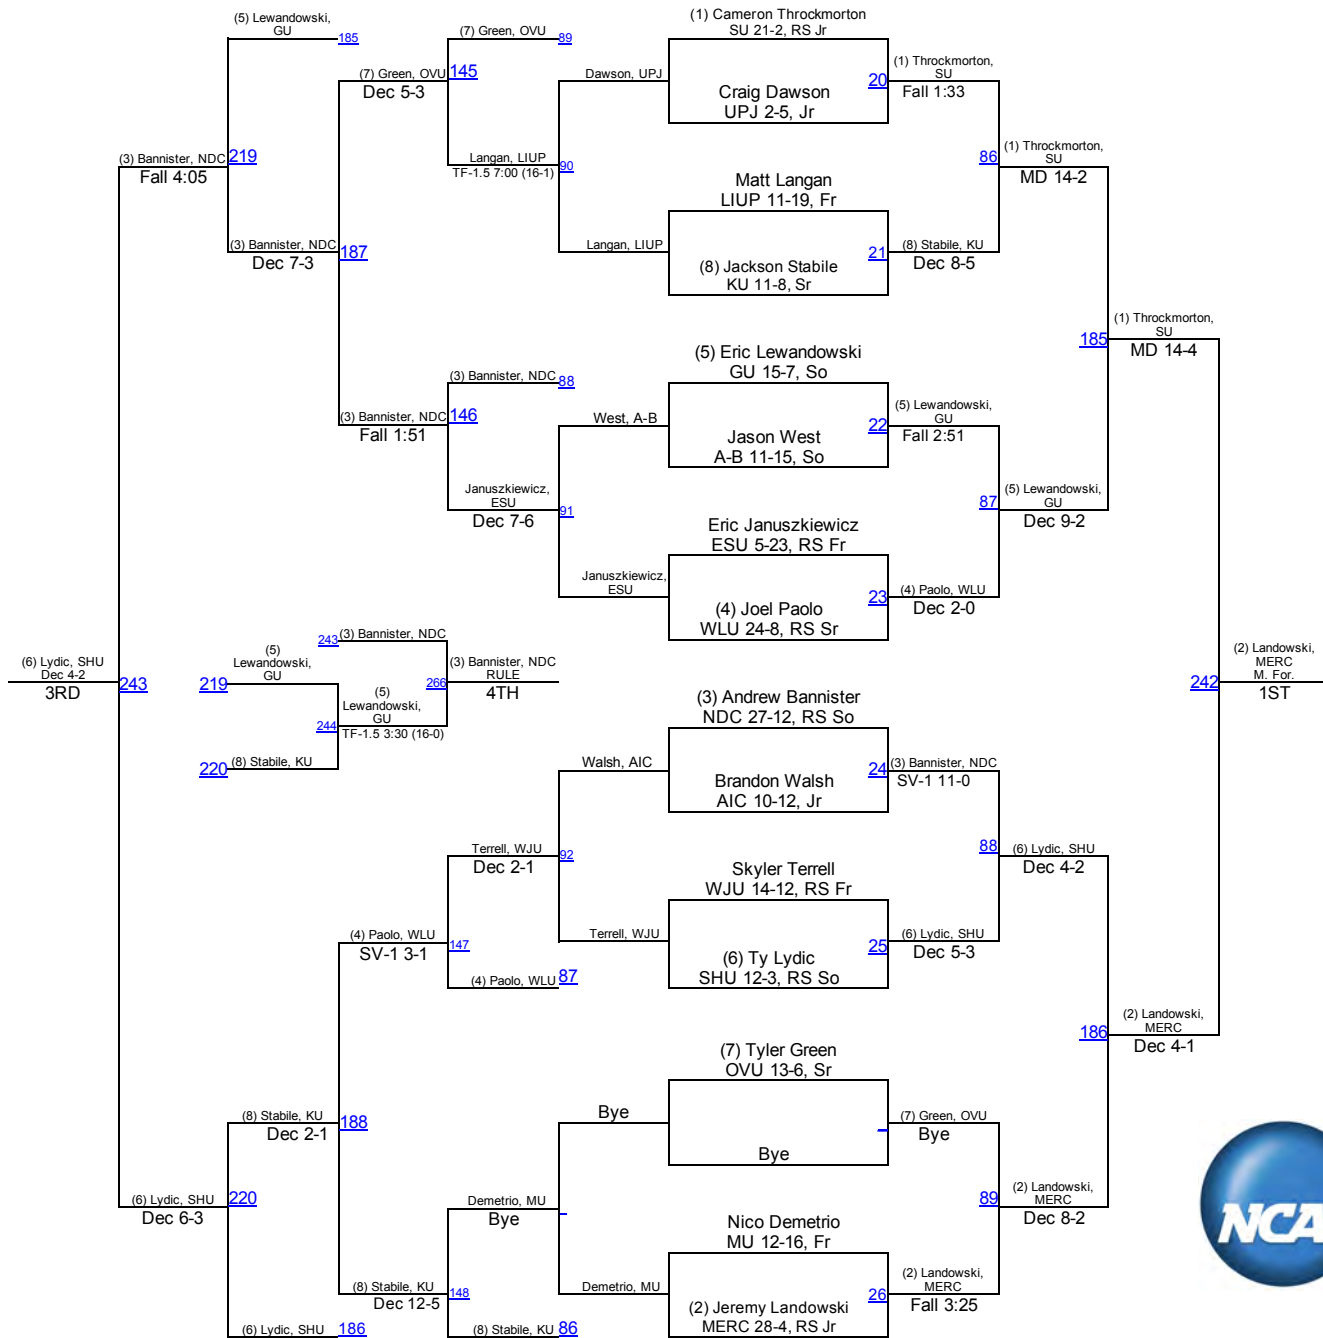 (1) Cameron Throckmorton
SU 21-2, RS Jr
(5) Lewandowski,
GU
185
(7) Green, OVU
89
(7) Green, OVU
145
Dec 5-3
Dawson, UPJ
Craig Dawson
UPJ 2-5, Jr
20
(1) Throckmorton,
SU
Fall 1:33
(3) Bannister, NDC
219
Fall 4:05
Langan, LIUP
TF-1.5 7:00 (16-1)
90
86
(1) Throckmorton,
SU
MD 14-2
Matt Langan
LIUP 11-19, Fr
(3) Bannister, NDC
187
Dec 7-3
Langan, LIUP
(8) Jackson Stabile
KU 11-8, Sr
21
(8) Stabile, KU
Dec 8-5
185
(1) Throckmorton,
SU
MD 14-4
(5) Eric Lewandowski
GU 15-7, So
(3) Bannister, NDC
88
(3) Bannister, NDC
146
Fall 1:51
West, A-B
Jason West
A-B 11-15, So
22
(5) Lewandowski,
GU
Fall 2:51
Januszkiewicz,
ESU
91
Dec 7-6
87
(5) Lewandowski,
GU
Dec 9-2
Eric Januszkiewicz
ESU 5-23, RS Fr
Januszkiewicz,
ESU
(4) Joel Paolo
WLU 24-8, RS Sr
23
(4) Paolo, WLU
Dec 2-0
243
(3) Bannister, NDC
(6) Lydic, SHU
Dec 4-2
3RD
243
(5)
Lewandowski,
GU
219
(3) Bannister, NDC
RULE
4TH
266
(5)
Lewandowski,
GU
244
TF-1.5 3:30 (16-0)
220
(8) Stabile, KU
242
(2) Landowski,
MERC
M. For.
1ST
(3) Andrew Bannister
NDC 27-12, RS So
Walsh, AIC
Brandon Walsh
AIC 10-12, Jr
24
(3) Bannister, NDC
SV-1 11-0
Terrell, WJU
92
Dec 2-1
88
(6) Lydic, SHU
Dec 4-2
Skyler Terrell
WJU 14-12, RS Fr
(4) Paolo, WLU
147
SV-1 3-1
Terrell, WJU
(6) Ty Lydic
SHU 12-3, RS So
25
(6) Lydic, SHU
Dec 5-3
(4) Paolo, WLU
87
186
(2) Landowski,
MERC
Dec 4-1
(7) Tyler Green
OVU 13-6, Sr
(8) Stabile, KU
188
Dec 2-1
Bye
Bye
(7) Green, OVU
Bye
(6) Lydic, SHU
220
Dec 6-3
Demetrio, MU
Bye
89
(2) Landowski,
MERC
Dec 8-2
Nico Demetrio
MU 12-16, Fr
(8) Stabile, KU
148
Dec 12-5
Demetrio, MU
(2) Jeremy Landowski
MERC 28-4, RS Jr
26
(2) Landowski,
MERC
Fall 3:25
(6) Lydic, SHU
186
(8) Stabile, KU
86
NCA